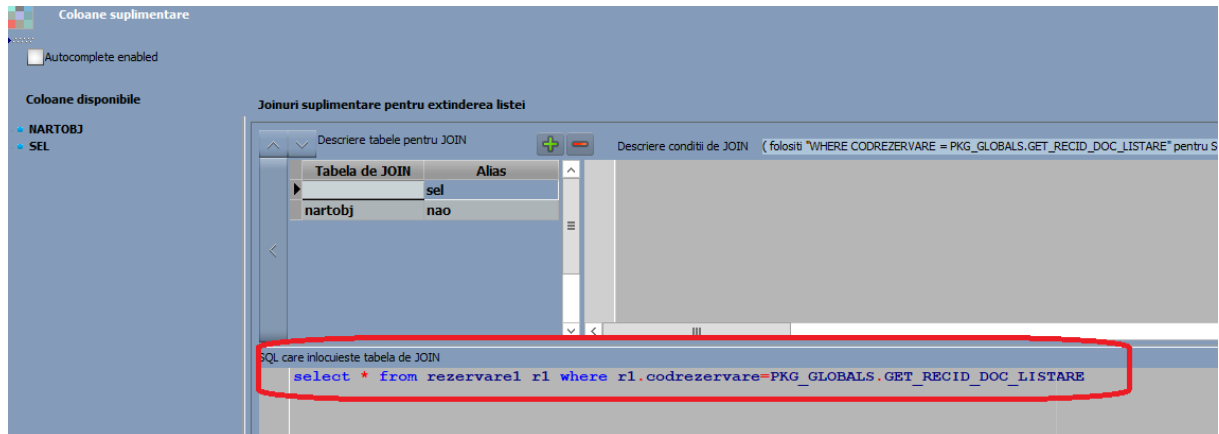 Coloane suplimentare
Autocomplete enabled
Coloane disponibile
Joinuri suplimentare pentru extinderea listei
NARTOBJ
SEL
Descriere tabele pentru JOIN
Descriere conditii de JOIN ( folositi "WHERE CODREZERVARE = PKG_GLOBALS.GET_RECID_DOC_LISTARE" pentru S
Tabela de JOIN Alias
sel
nartobj nao
SQL care inlocuieste tabela de JOIN
select * from rezervare1 r1 where r1.codrezervare=PKG_GLOBALS.GET_RECID_DOC_LISTARE